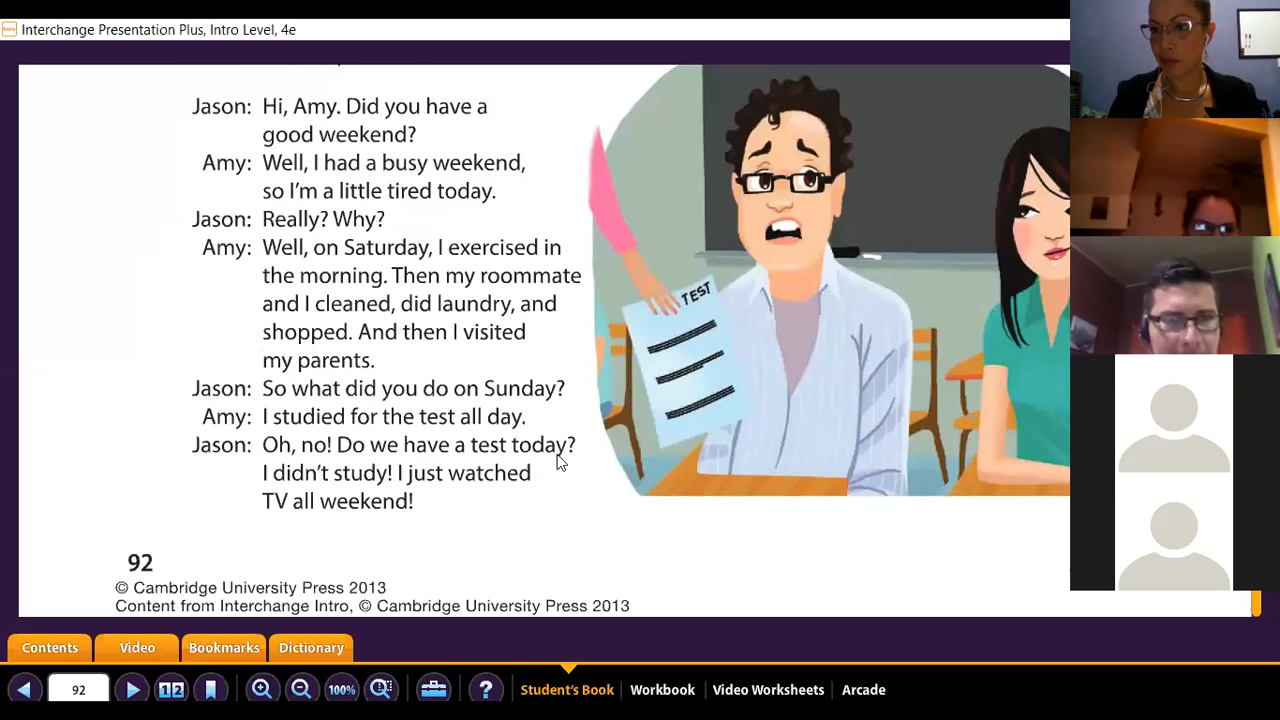 Interchange Presentation Plus, Intro Level, 4e
Jason: Hi, Amy. Did you have a
good weekend?
Amy: Well, I had a busy weekend,
so I'm a little tired today.
Jason: Really? Why?
Amy: Well, on Saturday, I exercised in
the morning. Then my roommate
and I cleaned, did laundry, and
shopped. And then I visited
my parents.
Jason: So what did you do on Sunday?
Amy: I studied for the test all day.
Jason: Oh, no! Do we have a test today?
I didn't study! I just watched
TV all weekend!
TEST
92
© Cambridge University Press 2013
Content from Interchange Intro, © Cambridge University Press 2013
Contents Video Bookmarks Dictionary
92 1 2 100% ? Student's Book Workbook Video Worksheets Arcade